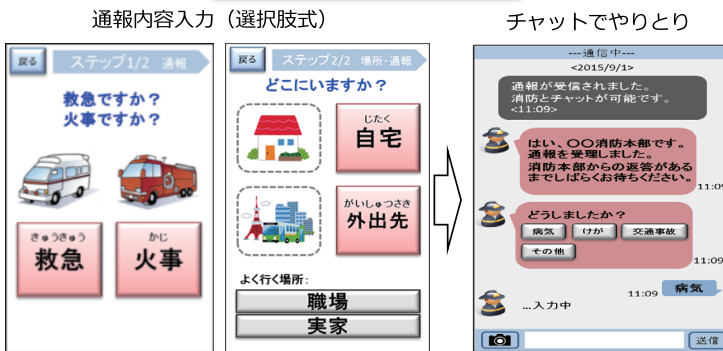 通報内容入力（選択肢式）
チャットでやりとり
戻る
ステップ1/2 通報
救急ですか？
火事ですか？
きゅうきゅう
救急
かじ
火事
戻る
ステップ2/2 場所・通報
どこにいますか？
じたく
自宅
がいしゅつさき
外出先
よく行く場所：
職場
実家
---通信中---
<2015/9/1>
通報が受信されました。
消防とチャットが可能です。
<11:09>
はい、〇〇消防本部です。
通報を受理しました。
消防本部からの返答がある
までしばらくお待ちください。
11:09
どうしましたか？
病気 けが 交通事故
その他
11:09
11:09 病気
...入力中
送信